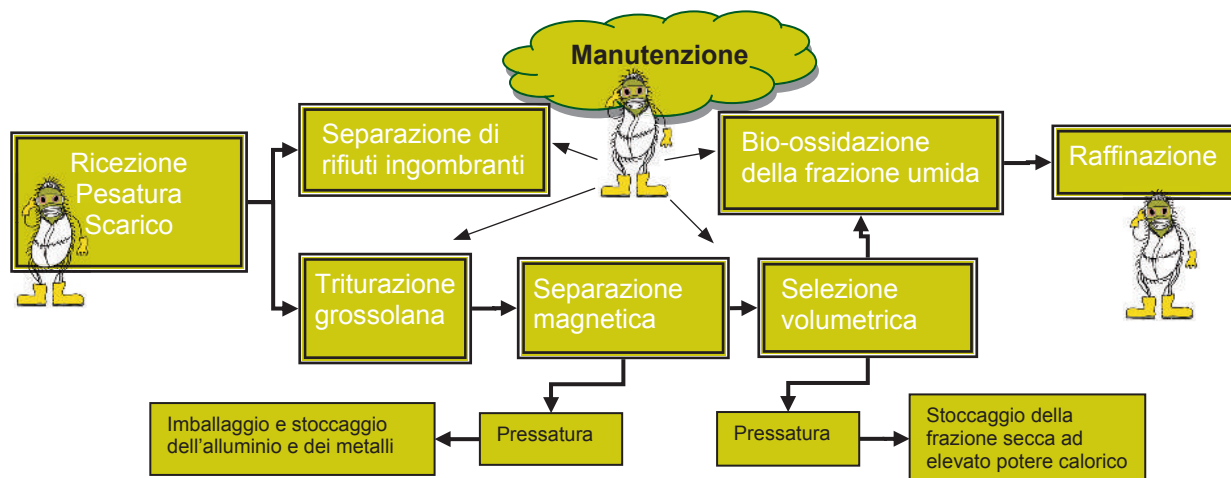 Manutenzione
Ricezione
Pesatura
Scarico
Separazione di
rifiuti ingombranti
Bio-ossidazione
della frazione umida
Raffinazione
Triturazione
grossolana
Separazione
magnetica
Selezione
volumetrica
Imballaggio e stoccaggio
dell'alluminio e dei metalli
Pressatura
Pressatura
Stoccaggio della
frazione secca ad
elevato potere calorico